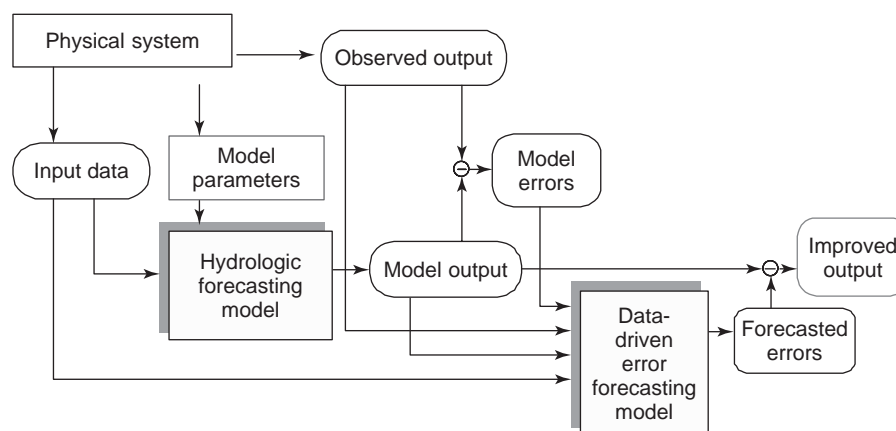 Physical system
Observed output
Input data
Model
parameters
Model
errors
Hydrologic
forecasting
model
Model output
Improved
output
Data-
driven
error
forecasting
model
Forecasted
errors